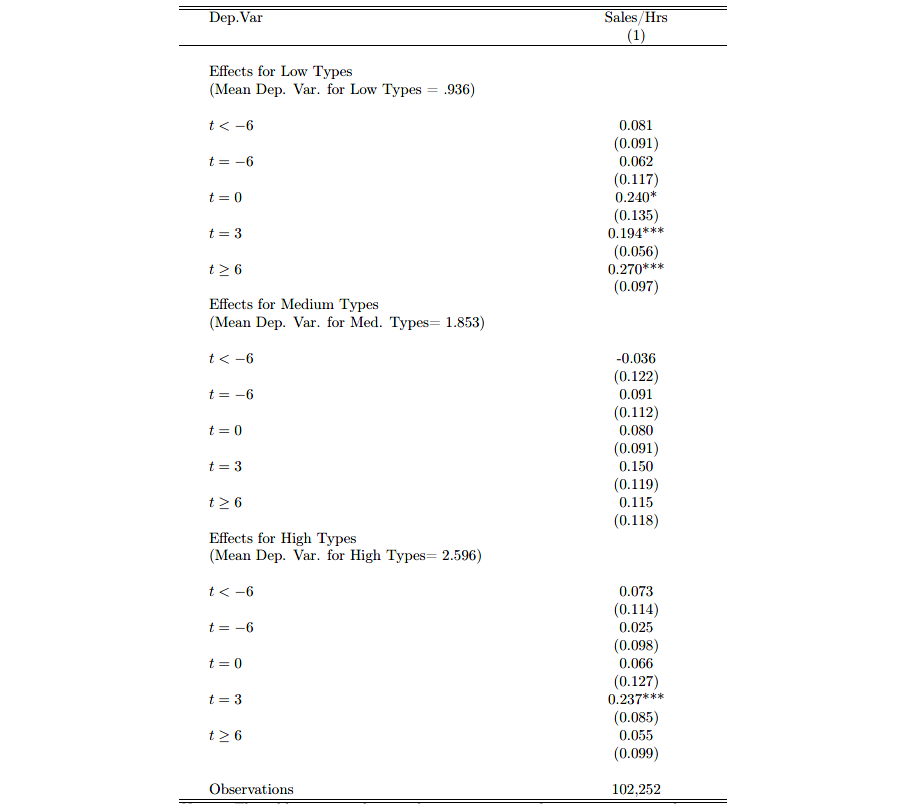 Dep.Var Sales/Hrs
(1)
Effects for Low Types
(Mean Dep. Var. for Low Types = .936)
t < −6 0.081
(0.091)
t = −6 0.062
(0.117)
t = 0 0.240*
(0.135)
t = 3 0.194***
(0.056)
t ≥ 6 0.270***
(0.097)
Effects for Medium Types
(Mean Dep. Var. for Med. Types= 1.853)
t < −6 -0.036
(0.122)
t = −6 0.091
(0.112)
t = 0 0.080
(0.091)
t = 3 0.150
(0.119)
t ≥ 6 0.115
(0.118)
Effects for High Types
(Mean Dep. Var. for High Types= 2.596)
t < −6 0.073
(0.114)
t = −6 0.025
(0.098)
t = 0 0.066
(0.127)
t = 3 0.237***
(0.085)
t ≥ 6 0.055
(0.099)
Observations 102,252